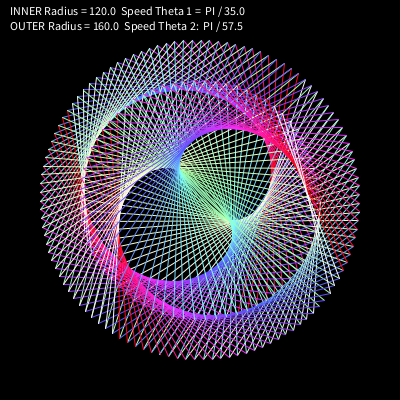 INNER Radius = 120.0 Speed Theta 1 = PI / 35.0
OUTER Radius = 160.0 Speed Theta 2: PI / 57.5